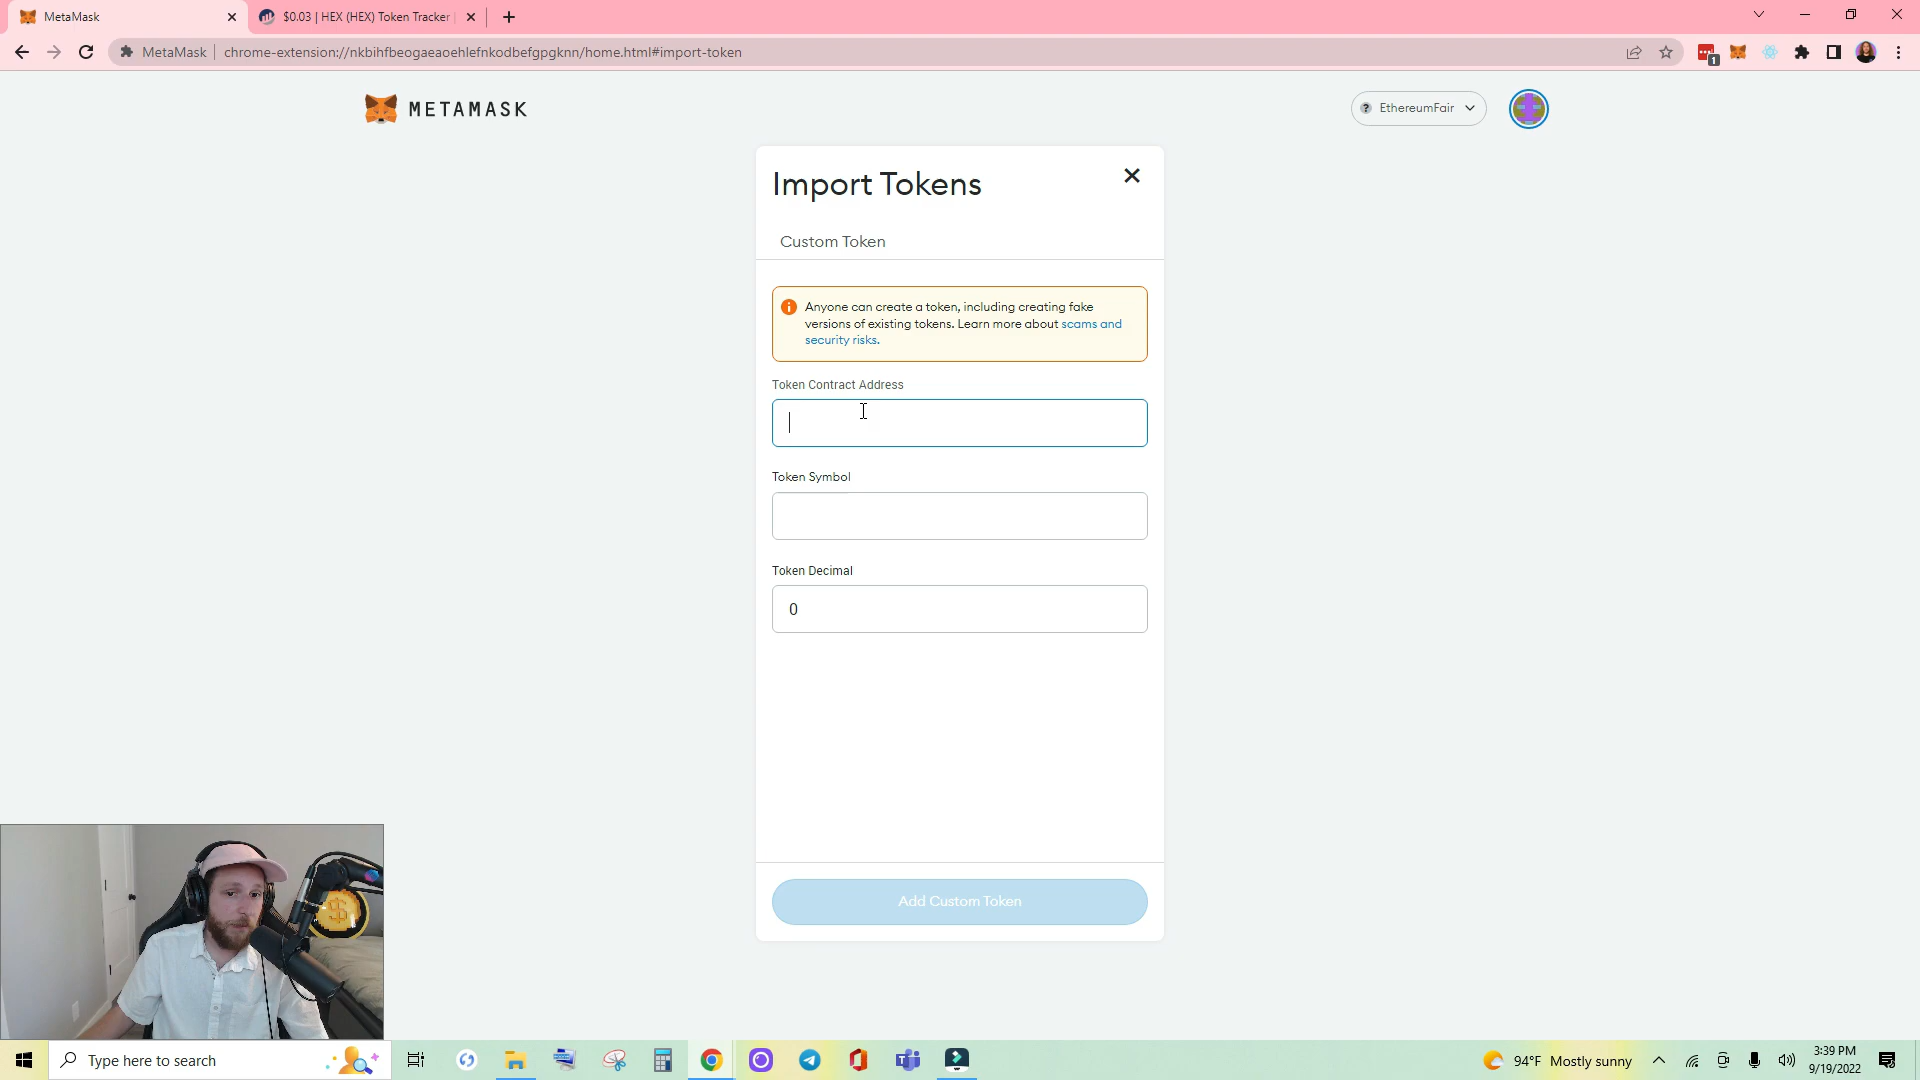 MetaMask
$0.03 | HEX (HEX) Token Tracker
MetaMask
chrome-extension://nkbihfbeogaeaoehlefnkodbefgpgknn/home.html#import-token
1
METAMASK
EthereumFair
Import Tokens
Custom Token
Anyone can create a token, including creating fake
versions of existing tokens. Learn more about scams and
security risks.
Token Contract Address
Token Symbol
Token Decimal
0
Add Custom Token
Type here to search
94°F Mostly sunny
3:39 PM
9/19/2022